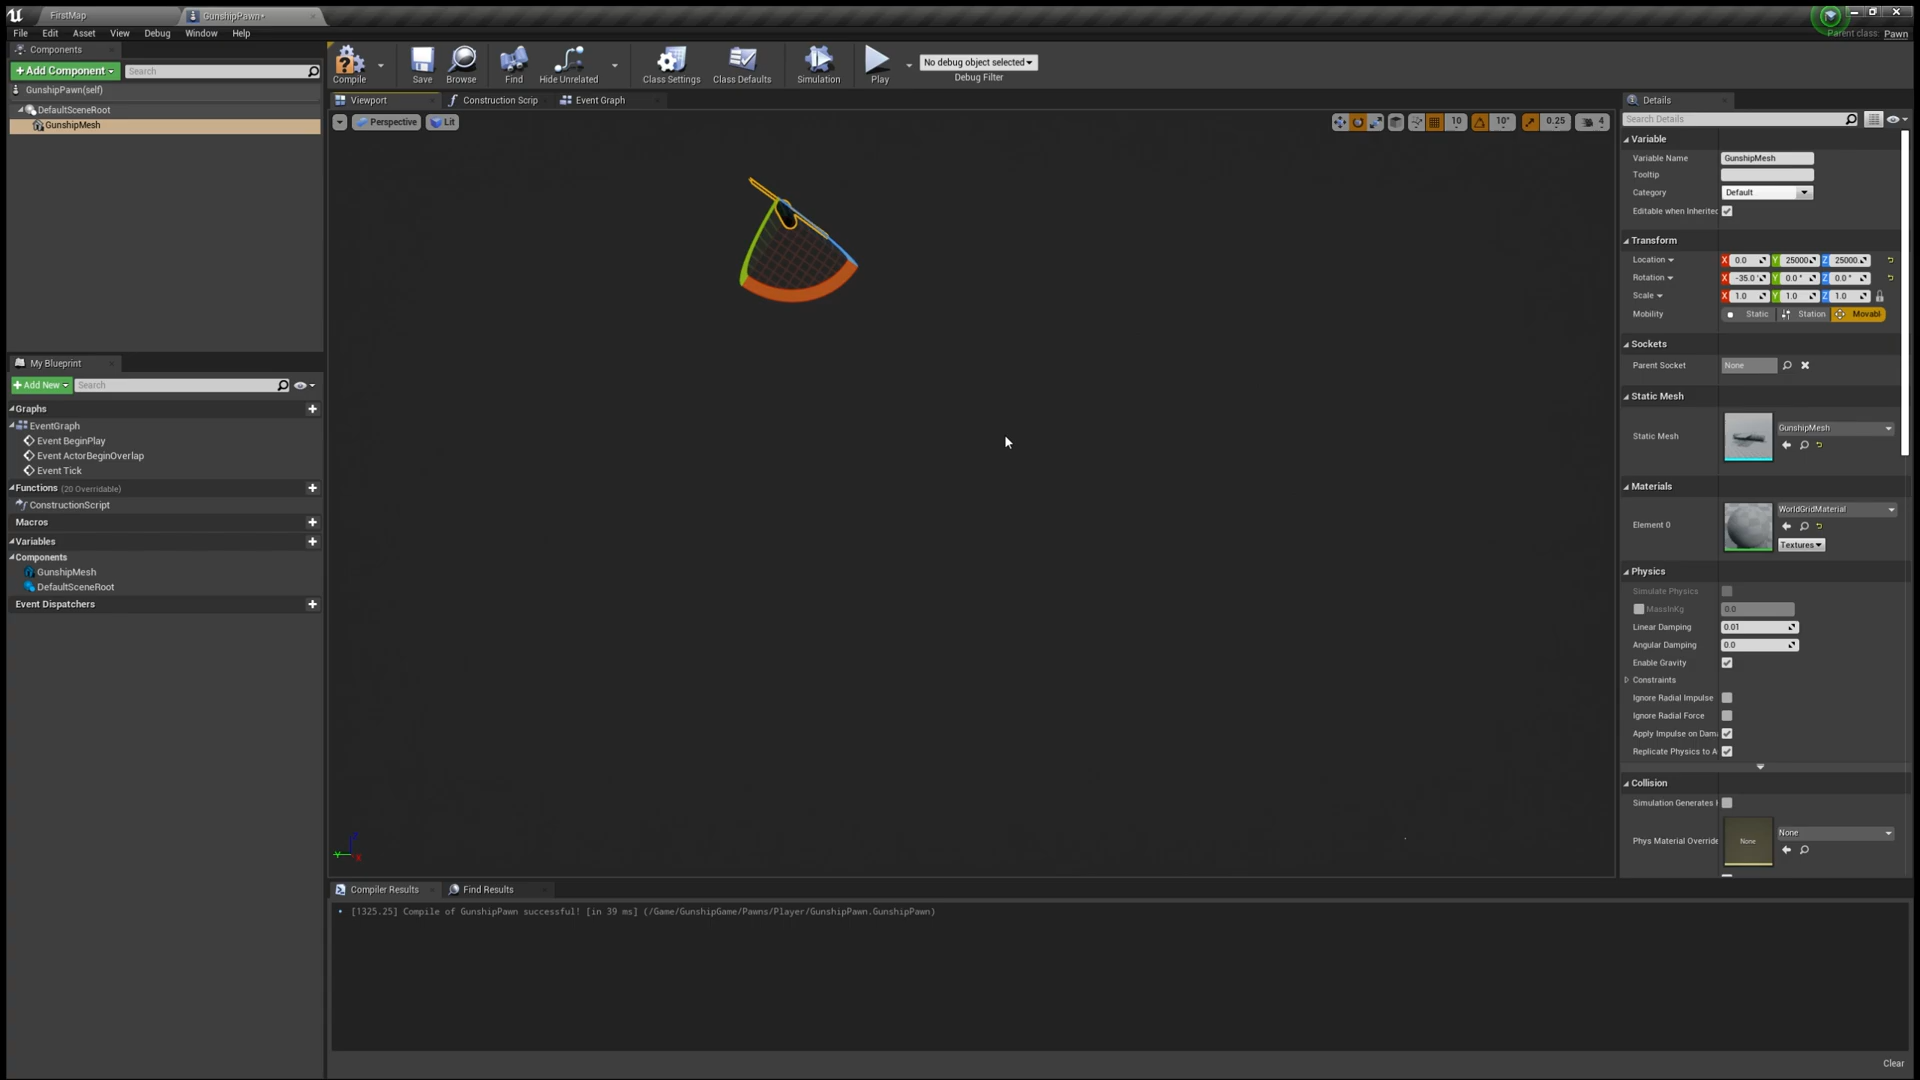 FirstMap
GunshipPawn*
File Edit Asset View Debug Window Help
Parent class: Pawn
Components
+Add Component
Search
GunshipPawn(self)
DefaultSceneRoot
GunshipMesh
Compile
Save
Browse
Find
Hide Unrelated
Class Settings
Class Defaults
Simulation
Play
No debug object selected
Debug Filter
Viewport
Construction Scrip
Event Graph
Perspective
Lit
10
10°
0.25
4
My Blueprint
+Add New
Search
Graphs
EventGraph
Event BeginPlay
Event ActorBeginOverlap
Event Tick
Functions (20 Overridable)
ConstructionScript
Macros
Variables
Components
GunshipMesh
DefaultSceneRoot
Event Dispatchers
Compiler Results
Find Results
[1325.25] Compile of GunshipPawn successful! [in 39 ms] (/Game/GunshipGame/Pawns/Player/GunshipPawn.GunshipPawn)
Clear
Details
Search Details
Variable
Variable Name GunshipMesh
Tooltip
Category Default
Editable when Inherited
Transform
Location X 0.0 Y 25000. Z 25000.
Rotation X -35.0 ° Y 0.0 ° Z 0.0 °
Scale X 1.0 Y 1.0 Z 1.0
Mobility Static Station Movabl
Sockets
Parent Socket None
Static Mesh
Static Mesh GunshipMesh
Materials
Element 0 WorldGridMaterial
Textures
Physics
Simulate Physics
MassInKg 0.0
Linear Damping 0.01
Angular Damping 0.0
Enable Gravity
Constraints
Ignore Radial Impulse
Ignore Radial Force
Apply Impulse on Dam
Replicate Physics to A
Collision
Simulation Generates
Phys Material Override None None